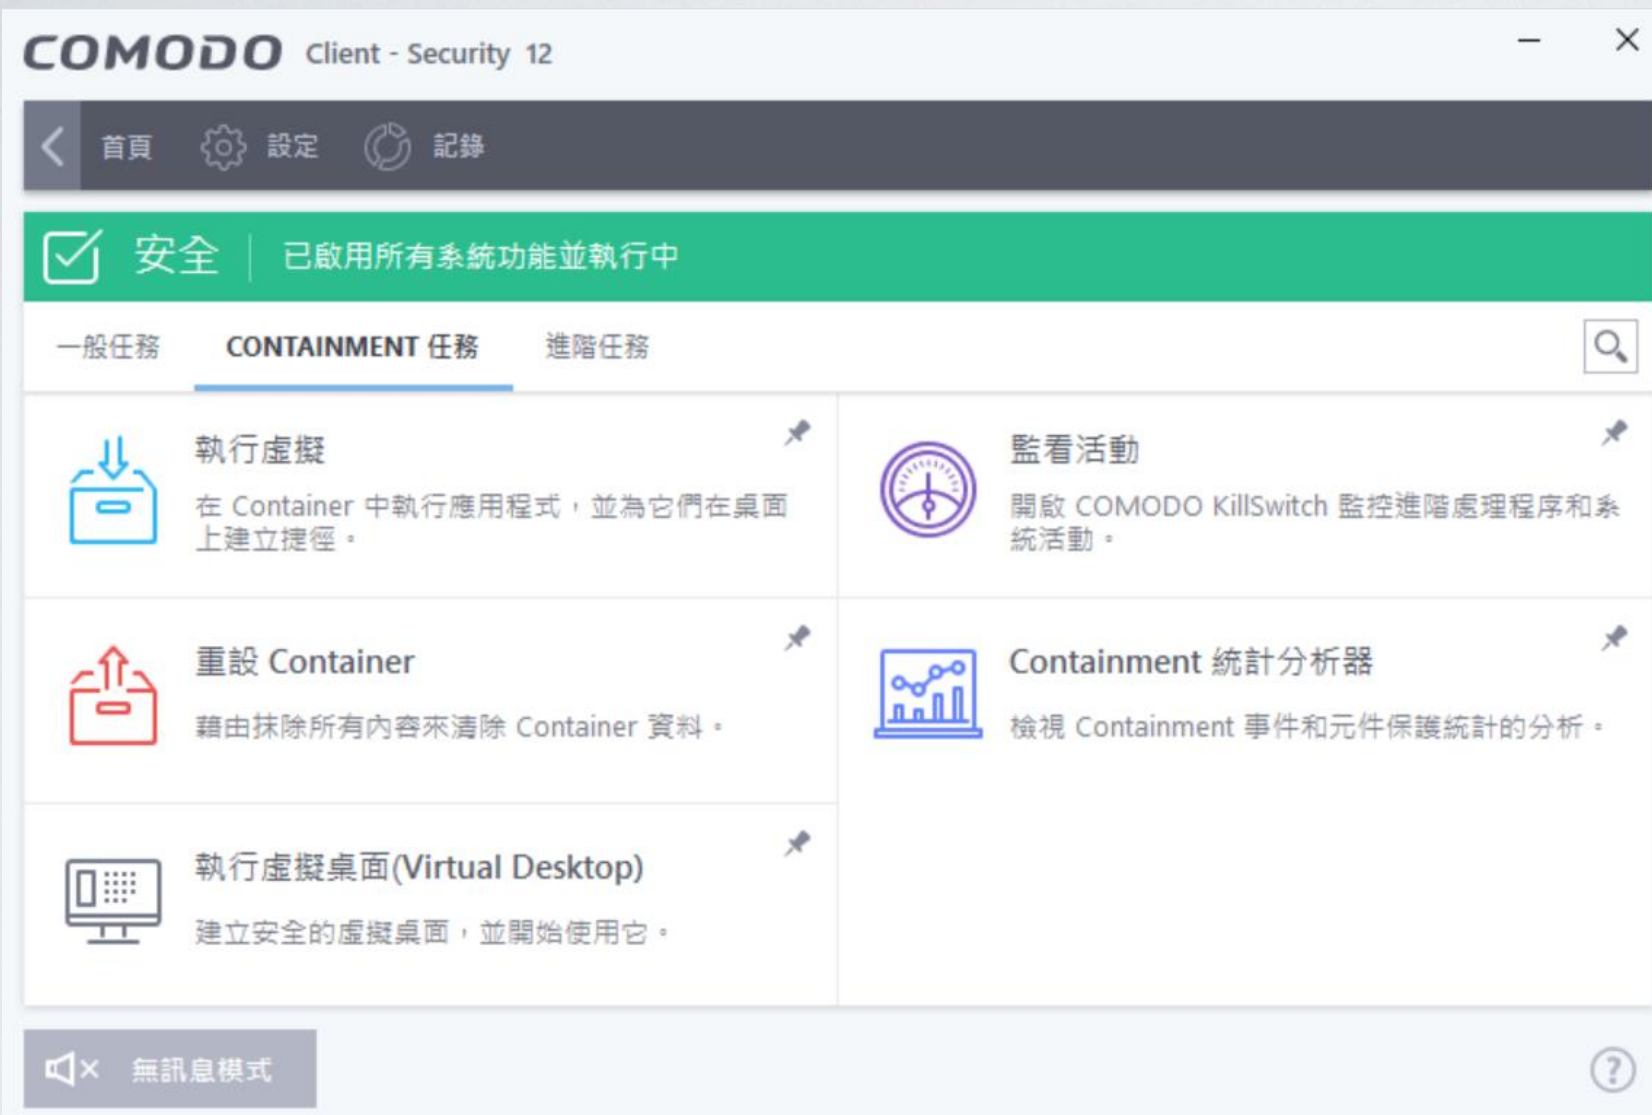 COMODO Client - Security 12
首頁 設定 記錄
安全 已啟用所有系統功能並執行中
一般任務 CONTAINMENT 任務 進階任務
執行虛擬
在 Container 中執行應用程式，並為它們在桌面
上建立捷徑。
監看活動
開啟 COMODO KillSwitch 監控進階處理程序和系
統活動。
重設 Container
藉由抹除所有內容來清除 Container 資料。
Containment 統計分析器
檢視 Containment 事件和元件保護統計的分析。
執行虛擬桌面(Virtual Desktop)
建立安全的虛擬桌面，並開始使用它。
無訊息模式
?